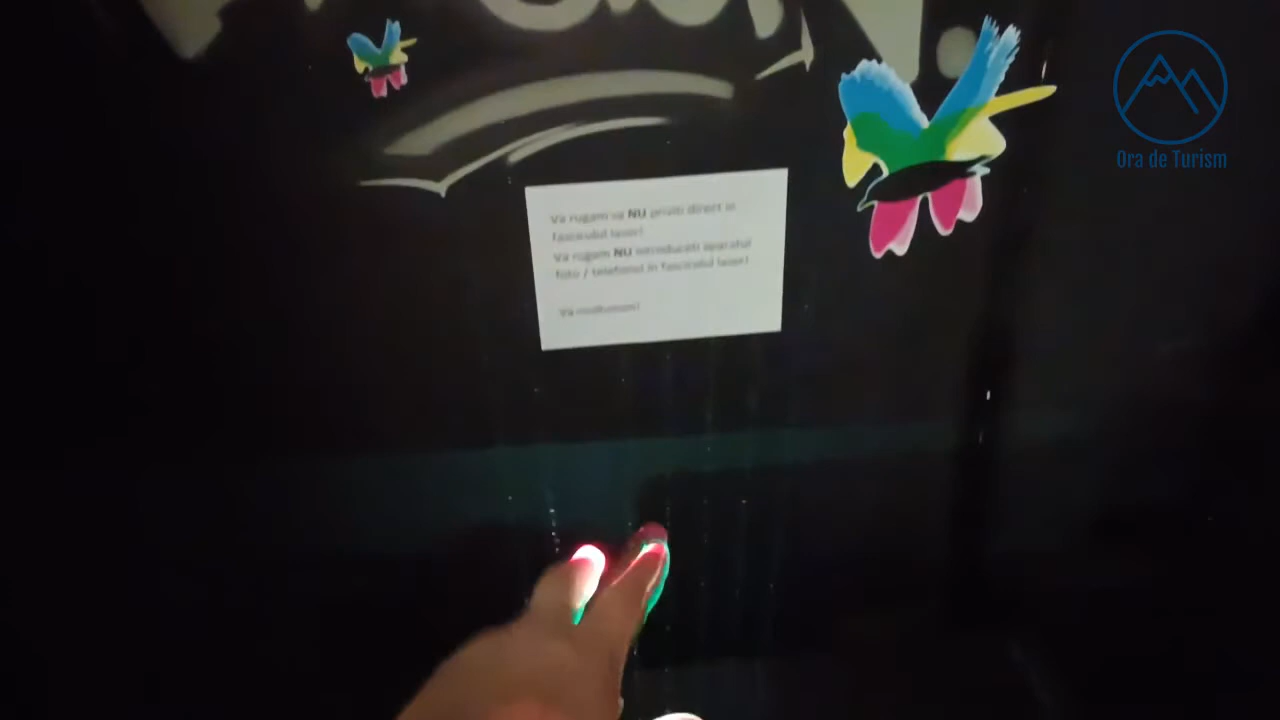 Va rugam sa NU priviti direct in
fasciculul laser!
Va rugam NU introduceti aparatul
foto / telefonul in fasciculul laser!
Va multumim!
Ora de Turism